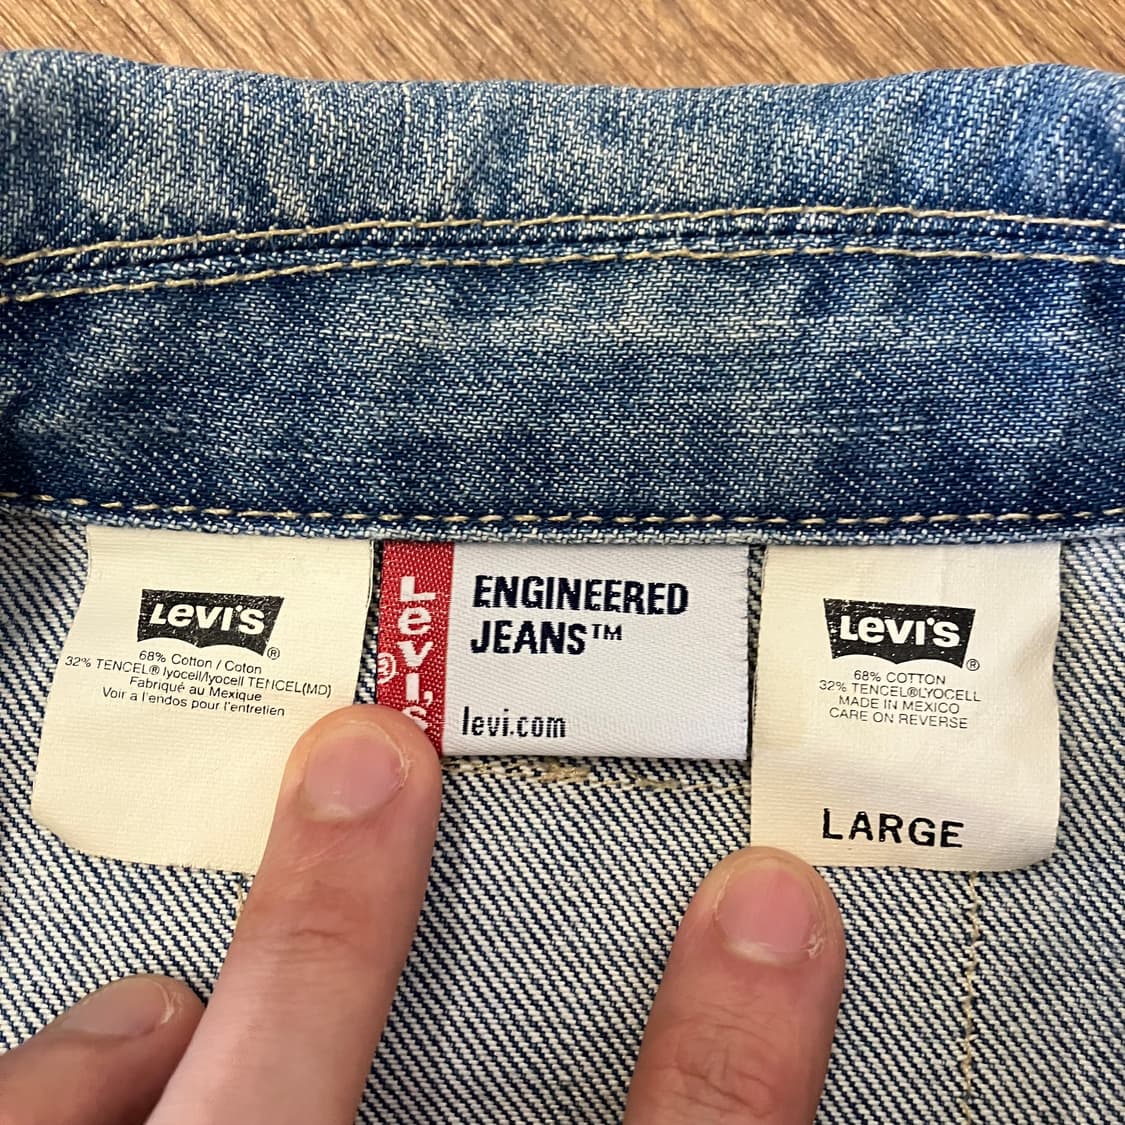 LEVI'S®
68% Cotton / Coton
32% TENCEL® lyocell/lyocell TENCEL(MD)
Fabriqué au Mexique
Voir a l'endos pour l'entretien
Levi's
®
ENGINEERED
JEANS™
levi.com
LEVI'S®
68% COTTON
32% TENCEL®LYOCELL
MADE IN MEXICO
CARE ON REVERSE
LARGE